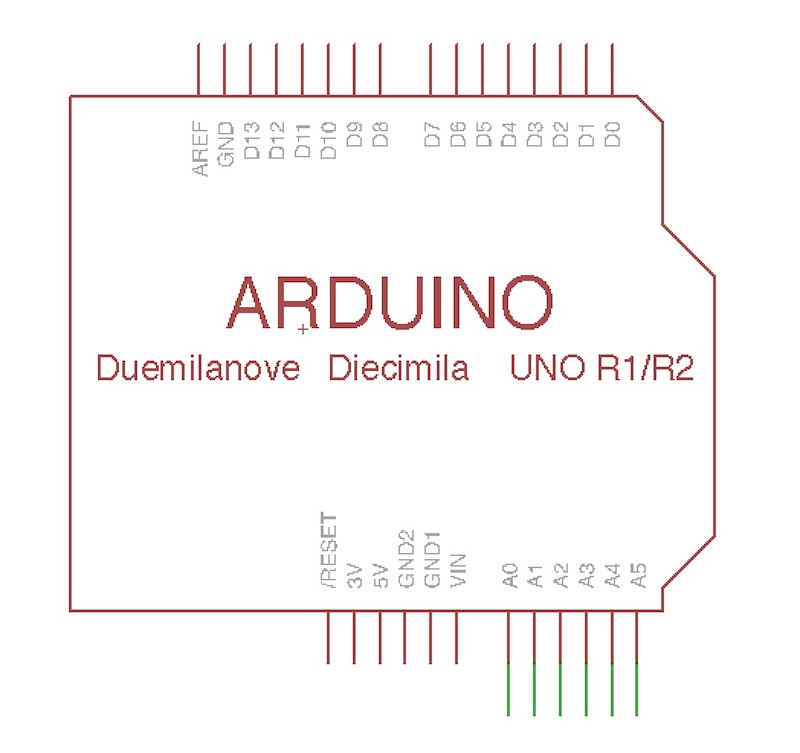 AREF GND D13 D12 D11 D10 D9 D8 D7 D6 D5 D4 D3 D2 D1 D0
ARDUINO
Duemilanove Diecimila UNO R1/R2
/RESET 3V 5V GND2 GND1 VIN A0 A1 A2 A3 A4 A5